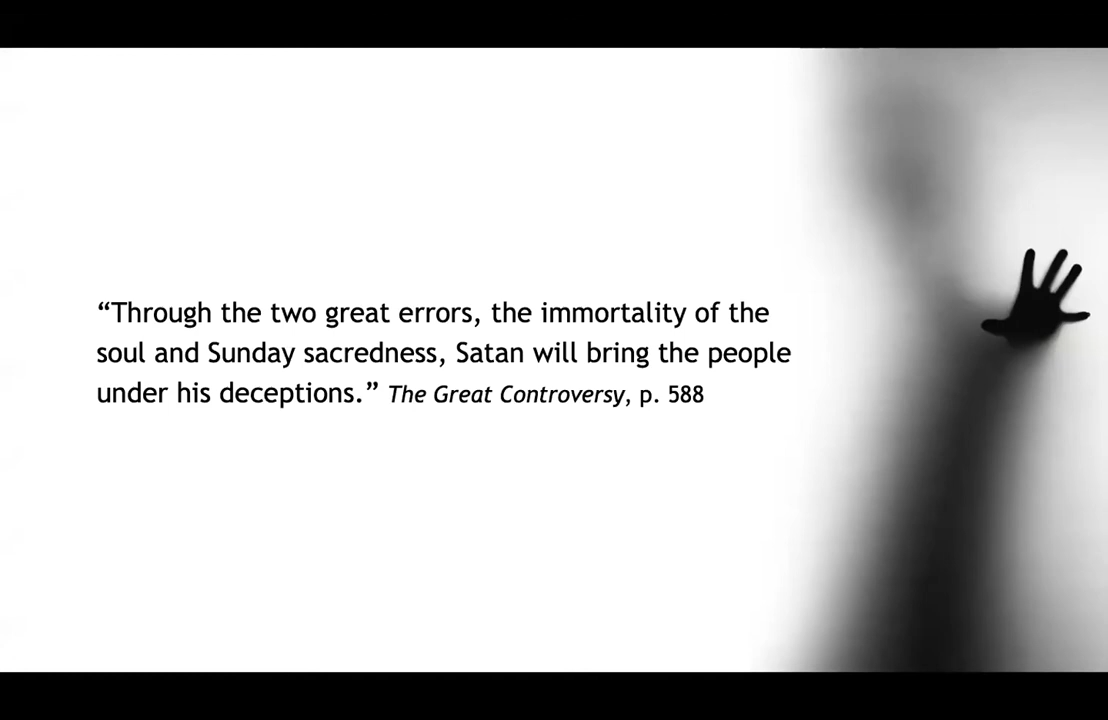 “Through the two great errors, the immortality of the
soul and Sunday sacredness, Satan will bring the people
under his deceptions.” The Great Controversy, p. 588